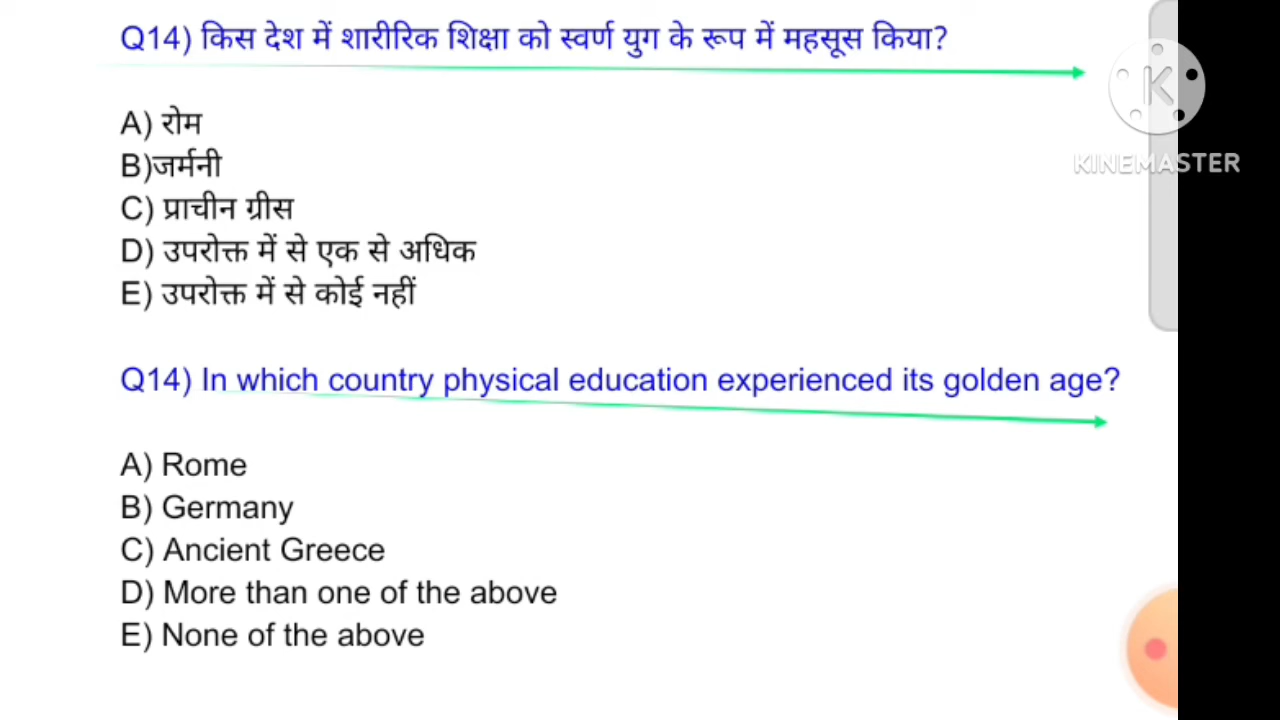 Q14) किस देश में शारीरिक शिक्षा को स्वर्ण युग के रूप में महसूस किया?
A) रोम
B)जर्मनी
C) प्राचीन ग्रीस
D) उपरोक्त में से एक से अधिक
E) उपरोक्त में से कोई नहीं
K
KINEMASTER
Q14) In which country physical education experienced its golden age?
A) Rome
B) Germany
C) Ancient Greece
D) More than one of the above
E) None of the above